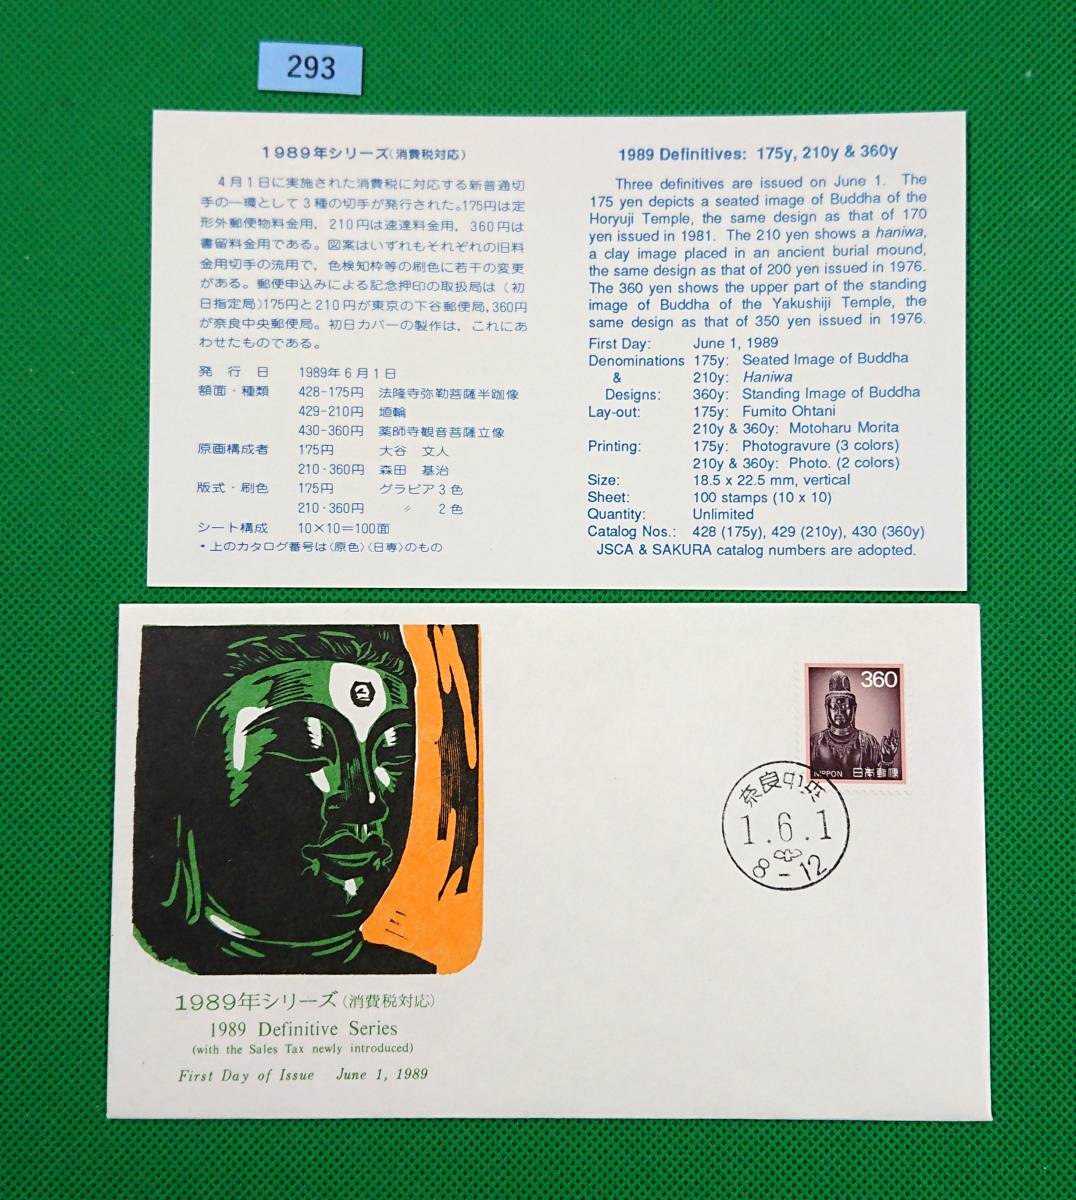 293
1989年シリーズ(消費税対応)
4月1日に実施された消費税に対応する新普通切
手の一環として3種の切手が発行された。175円は定
形外郵便物料金用，210円は速達料金用，360円は
書留料金用である。図案はいずれもそれぞれの旧料
金用切手の流用で，色検知枠等の刷色に若干の変更
がある。郵便申込みによる記念押印の取扱局は（初
日指定局）175円と210円が東京の下谷郵便局，360円
が奈良中央郵便局。初日カバーの製作は，これにあ
わせたものである。
発行日 1989年6月1日
額面・種類 428-175円 法隆寺弥勒菩薩半跏像
429-210円 埴輪
430-360円 薬師寺観音菩薩立像
原画構成者 175円 大谷 文人
210・360円 森田 基治
版式・刷色 175円 グラビア3色
210・360円 〃 2色
シート構成 10×10＝100面
・上のカタログ番号は〈原色〉〈日専〉のもの
1989 Definitives: 175y, 210y & 360y
Three definitives are issued on June 1. The
175 yen depicts a seated image of Buddha of the
Horyuji Temple, the same design as that of 170
yen issued in 1981. The 210 yen shows a haniwa,
a clay image placed in an ancient burial mound,
the same design as that of 200 yen issued in 1976.
The 360 yen shows the upper part of the standing
image of Buddha of the Yakushiji Temple, the
same design as that of 350 yen issued in 1976.
First Day: June 1, 1989
Denominations 175y: Seated Image of Buddha
& 210y: Haniwa
Designs: 360y: Standing Image of Buddha
Lay-out: 175y: Fumito Ohtani
210y & 360y: Motoharu Morita
Printing: 175y: Photogravure (3 colors)
210y & 360y: Photo. (2 colors)
Size: 18.5 x 22.5 mm, vertical
Sheet: 100 stamps (10 x 10)
Quantity: Unlimited
Catalog Nos.: 428 (175y), 429 (210y), 430 (360y)
JSCA & SAKURA catalog numbers are adopted.
360
NIPPON 日本郵便
奈良中央
1.6.1
8-12
1989年シリーズ(消費税対応)
1989 Definitive Series
(with the Sales Tax newly introduced)
First Day of Issue June 1, 1989